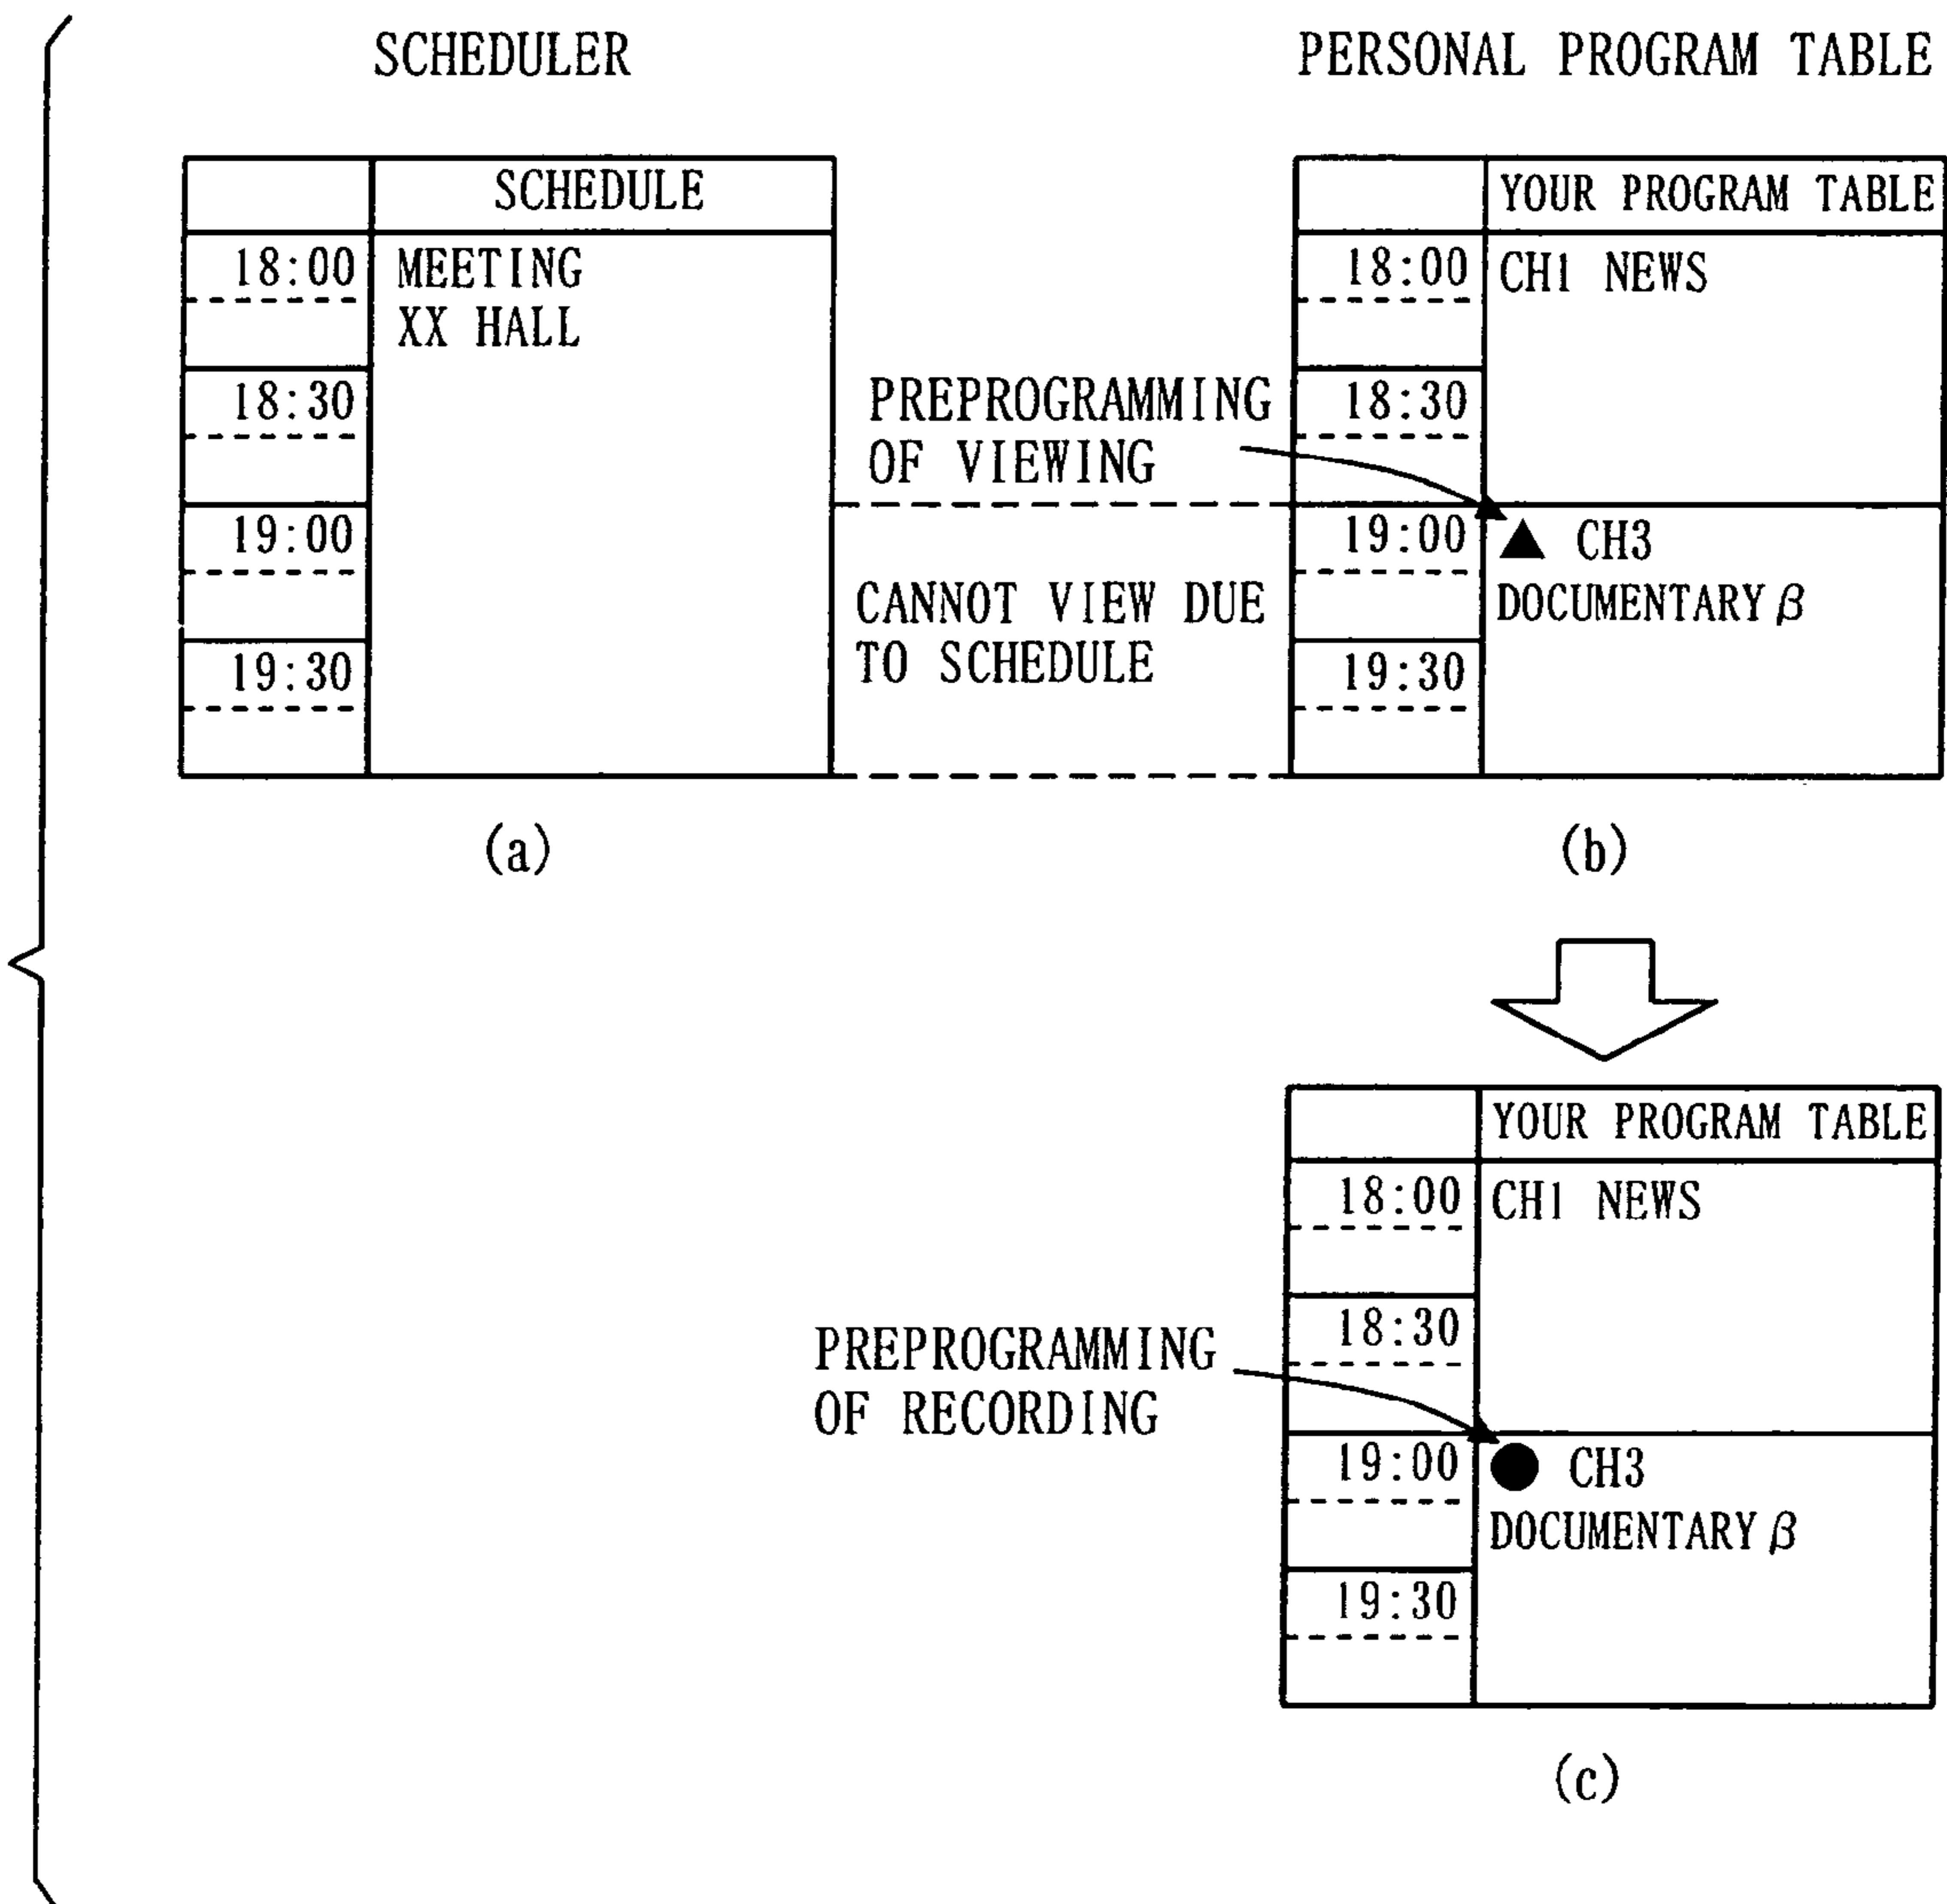 SCHEDULER
PERSONAL PROGRAM TABLE
SCHEDULE
18:00
MEETING
XX HALL
18:30
19:00
19:30
(a)
PREPROGRAMMING
OF VIEWING
CANNOT VIEW DUE
TO SCHEDULE
YOUR PROGRAM TABLE
18:00
CH1 NEWS
18:30
19:00
▲ CH3
DOCUMENTARY β
19:30
(b)
YOUR PROGRAM TABLE
18:00
CH1 NEWS
18:30
PREPROGRAMMING
OF RECORDING
19:00
● CH3
DOCUMENTARY β
19:30
(c)